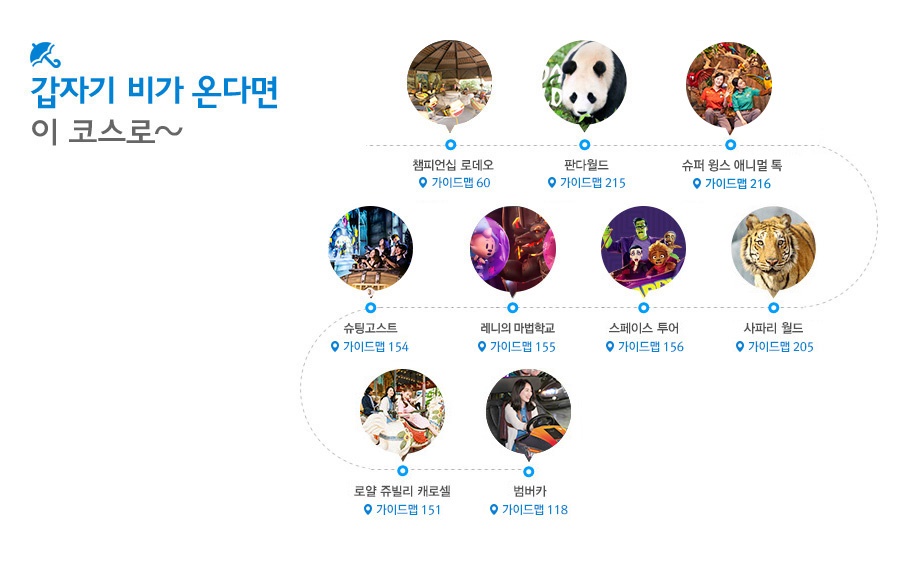 갑자기 비가 온다면
이 코스로~
챔피언십 로데오
가이드맵 60
판다월드
가이드맵 215
슈퍼 윙스 애니멀 톡
가이드맵 216
슈팅고스트
가이드맵 154
레니의 마법학교
가이드맵 155
스페이스 투어
가이드맵 156
사파리 월드
가이드맵 205
로얄 쥬빌리 캐로셀
가이드맵 151
범버카
가이드맵 118